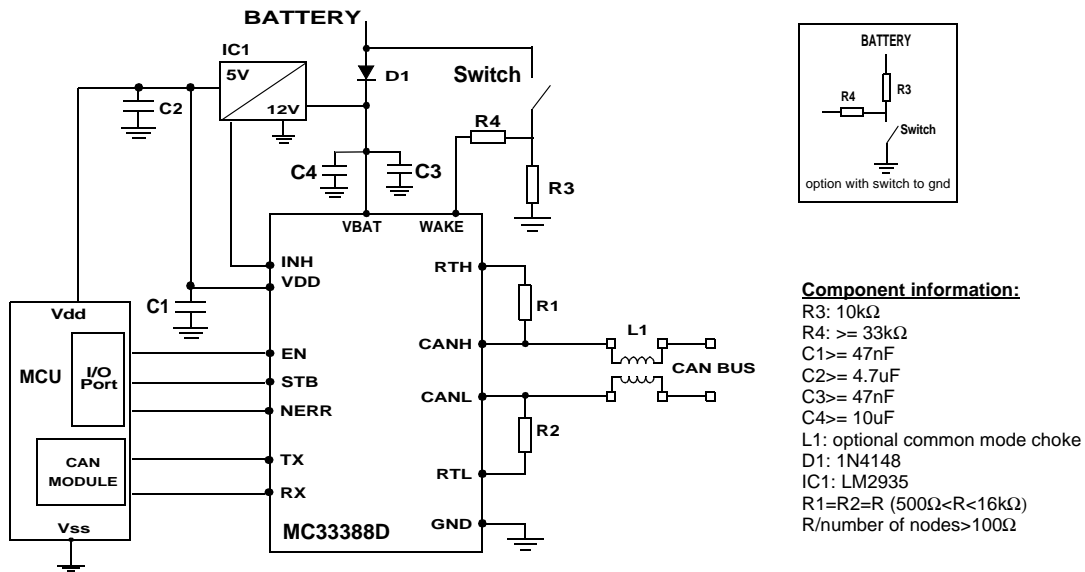 BATTERY
IC1
5V
12V
D1
Switch
C2
R4
C4
C3
R3
VBAT
WAKE
INH
VDD
RTH
C1
R1
Vdd
L1
MCU
I/O
Port
EN
CANH
CAN BUS
STB
CANL
NERR
R2
CAN
MODULE
TX
RTL
RX
Vss
GND
MC33388D
BATTERY
R3
R4
Switch
option with switch to gnd
Component information:
R3: 10kΩ
R4: >= 33kΩ
C1>= 47nF
C2>= 4.7uF
C3>= 47nF
C4>= 10uF
L1: optional common mode choke
D1: 1N4148
IC1: LM2935
R1=R2=R (500Ω<R<16kΩ)
R/number of nodes>100Ω